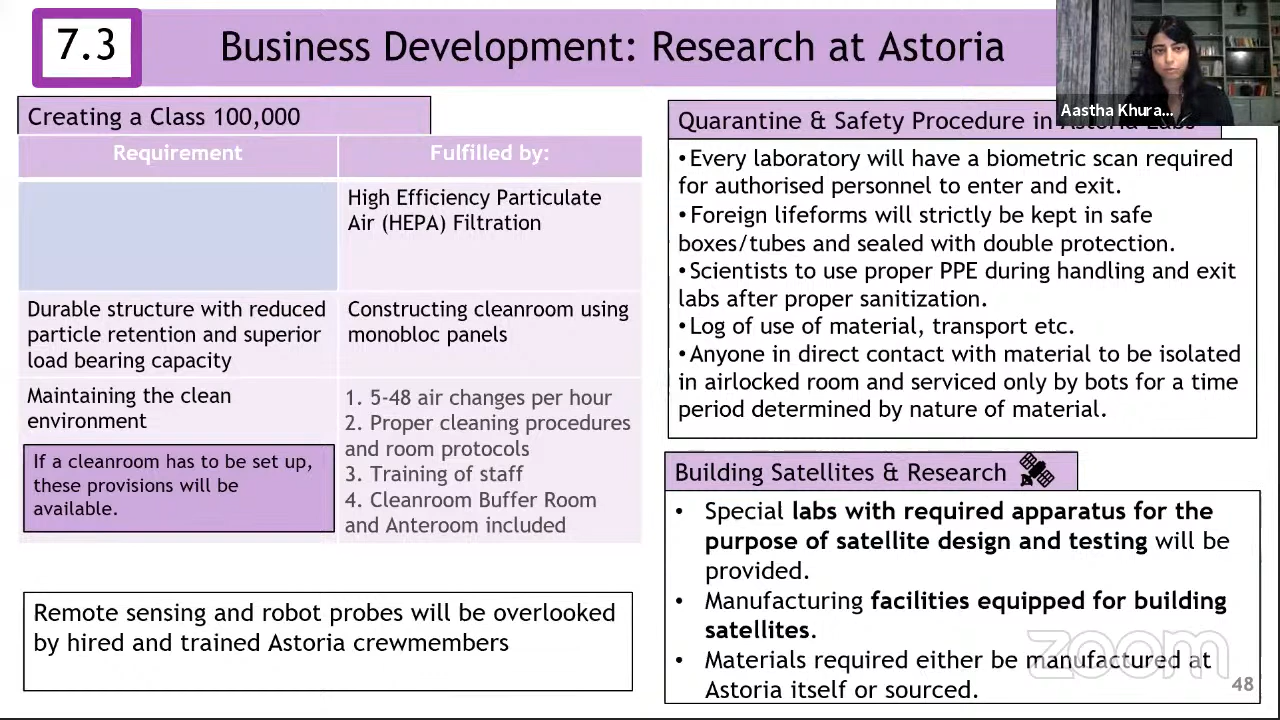 7.3
Business Development: Research at Astoria
Aastha Khura...
Creating a Class 100,000
Requirement
Fulfilled by:
High Efficiency Particulate
Air (HEPA) Filtration
Durable structure with reduced
particle retention and superior
load bearing capacity
Constructing cleanroom using
monobloc panels
Maintaining the clean
environment
1. 5-48 air changes per hour
2. Proper cleaning procedures
and room protocols
3. Training of staff
4. Cleanroom Buffer Room
and Anteroom included
If a cleanroom has to be set up,
these provisions will be
available.
Remote sensing and robot probes will be overlooked
by hired and trained Astoria crewmembers
Quarantine & Safety Procedure in Astoria Labs
•Every laboratory will have a biometric scan required
for authorised personnel to enter and exit.
•Foreign lifeforms will strictly be kept in safe
boxes/tubes and sealed with double protection.
•Scientists to use proper PPE during handling and exit
labs after proper sanitization.
•Log of use of material, transport etc.
•Anyone in direct contact with material to be isolated
in airlocked room and serviced only by bots for a time
period determined by nature of material.
Building Satellites & Research
• Special labs with required apparatus for the
purpose of satellite design and testing will be
provided.
• Manufacturing facilities equipped for building
satellites.
• Materials required either be manufactured at
Astoria itself or sourced.
zoom
48